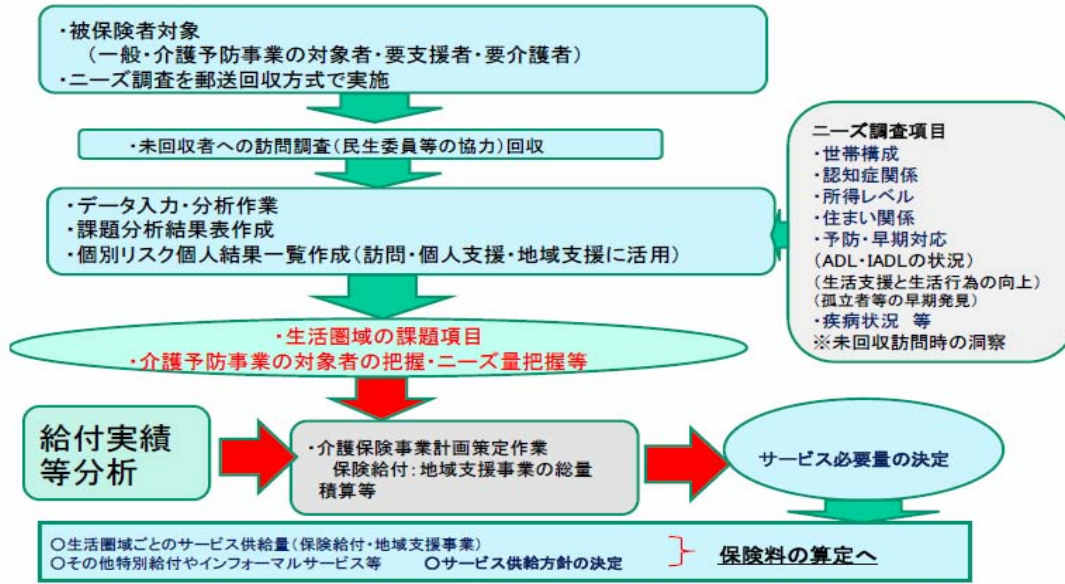 ・被保険者対象
（一般・介護予防事業の対象者・要支援者・要介護者）
・ニーズ調査を郵送回収方式で実施
・未回収者への訪問調査（民生委員等の協力）回収
・データ入力・分析作業
・課題分析結果表作成
・個別リスク個人結果一覧作成（訪問・個人支援・地域支援に活用）
ニーズ調査項目
・世帯構成
・認知症関係
・所得レベル
・住まい関係
・予防・早期対応
（ADL・IADLの状況）
（生活支援と生活行為の向上）
（孤立者等の早期発見）
・疾病状況 等
※未回収訪問時の洞察
・生活圏域の課題項目
・介護予防事業の対象者の把握・ニーズ量把握等
給付実績
等分析
・介護保険事業計画策定作業
保険給付：地域支援事業の総量
積算等
サービス必要量の決定
○生活圏域ごとのサービス供給量（保険給付・地域支援事業）
○その他特別給付やインフォーマルサービス等 ○サービス供給方針の決定
保険料の算定へ